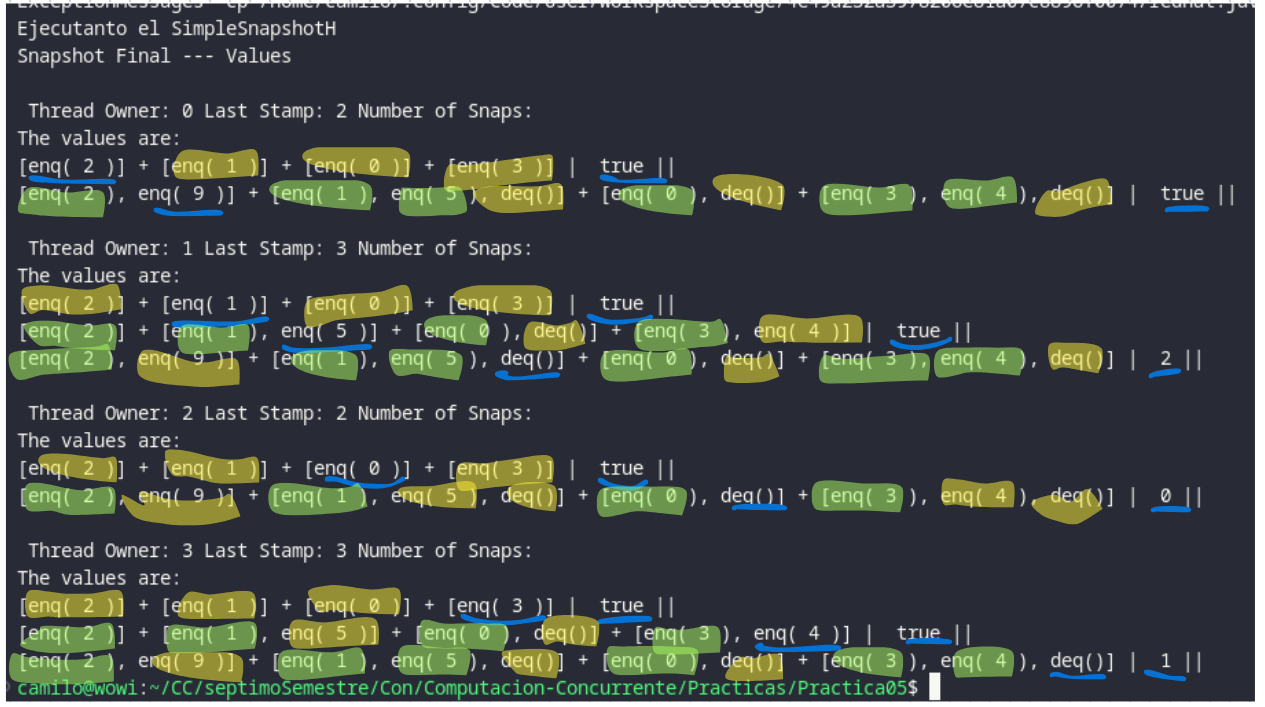 Ejecutanto el SimpleSnapshotH
Snapshot Final --- Values
Thread Owner: 0 Last Stamp: 2 Number of Snaps:
The values are:
[enq( 2 )] + [enq( 1 )] + [enq( 0 )] + [enq( 3 )] |  true ||
[enq( 2 ), enq( 9 )] + [enq( 1 ), enq( 5 ), deq()] + [enq( 0 ), deq()] + [enq( 3 ), enq( 4 ), deq()] |  true ||
Thread Owner: 1 Last Stamp: 3 Number of Snaps:
The values are:
[enq( 2 )] + [enq( 1 )] + [enq( 0 )] + [enq( 3 )] |  true ||
[enq( 2 )] + [enq( 1 ), enq( 5 )] + [enq( 0 ), deq()] + [enq( 3 ), enq( 4 )] |  true ||
[enq( 2 ), enq( 9 )] + [enq( 1 ), enq( 5 ), deq()] + [enq( 0 ), deq()] + [enq( 3 ), enq( 4 ), deq()] |  2 ||
Thread Owner: 2 Last Stamp: 2 Number of Snaps:
The values are:
[enq( 2 )] + [enq( 1 )] + [enq( 0 )] + [enq( 3 )] |  true ||
[enq( 2 ), enq( 9 )] + [enq( 1 ), enq( 5 ), deq()] + [enq( 0 ), deq()] + [enq( 3 ), enq( 4 ), deq()] |  0 ||
Thread Owner: 3 Last Stamp: 3 Number of Snaps:
The values are:
[enq( 2 )] + [enq( 1 )] + [enq( 0 )] + [enq( 3 )] |  true ||
[enq( 2 )] + [enq( 1 ), enq( 5 )] + [enq( 0 ), deq()] + [enq( 3 ), enq( 4 )] |  true ||
[enq( 2 ), enq( 9 )] + [enq( 1 ), enq( 5 ), deq()] + [enq( 0 ), deq()] + [enq( 3 ), enq( 4 ), deq()] |  1 ||
camilo@wowi:~/CC/septimoSemestre/Con/Computacion-Concurrente/Practicas/Practica05$